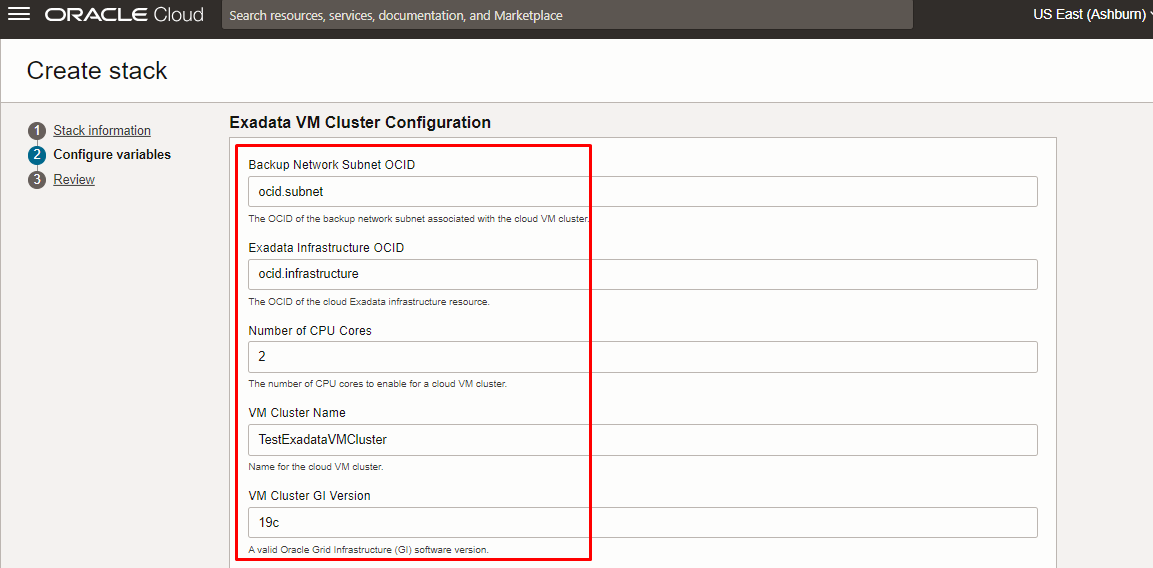 ORACLE Cloud
Search resources, services, documentation, and Marketplace
US East (Ashburn)
Create stack
1 Stack information
2 Configure variables
3 Review
Exadata VM Cluster Configuration
Backup Network Subnet OCID
ocid.subnet
The OCID of the backup network subnet associated with the cloud VM cluster.
Exadata Infrastructure OCID
ocid.infrastructure
The OCID of the cloud Exadata infrastructure resource.
Number of CPU Cores
2
The number of CPU cores to enable for a cloud VM cluster.
VM Cluster Name
TestExadataVMCluster
Name for the cloud VM cluster.
VM Cluster GI Version
19c
A valid Oracle Grid Infrastructure (GI) software version.